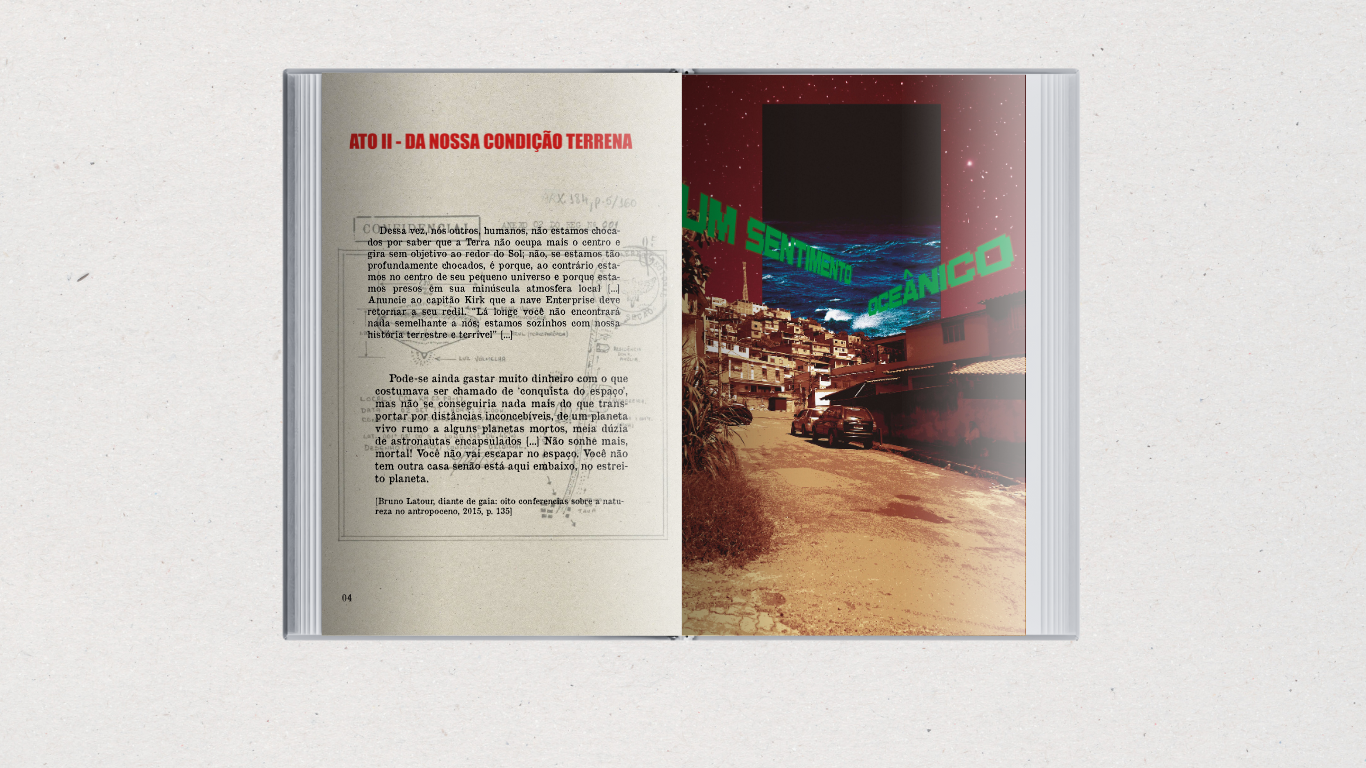 ATO II - DA NOSSA CONDIÇÃO TERRENA
CONFIDENCIAL
Dessa vez, nós outros, humanos, não estamos choca-
dos por saber que a Terra não ocupa mais o centro e
gira sem objetivo ao redor do Sol; não, se estamos tão
profundamente chocados, é porque, ao contrário esta-
mos no centro de seu pequeno universo e porque esta-
mos presos em sua minúscula atmosfera local [...]
Anuncie ao capitão Kirk que a nave Enterprise deve
retornar a seu redil. "Lá longe você não encontrará
nada semelhante a nós; estamos sozinhos com nossa
história terrestre e terrível" [...]
LUZ VERMELHA
Pode-se ainda gastar muito dinheiro com o que
costumava ser chamado de 'conquista do espaço',
mas não se conseguiria nada mais do que trans-
portar por distâncias inconcebíveis, de um planeta
vivo rumo a alguns planetas mortos, meia dúzia
de astronautas encapsulados [...] Não sonhe mais,
mortal! Você não vai escapar no espaço. Você não
tem outra casa senão está aqui embaixo, no estrei-
to planeta.
[Bruno Latour, diante de gaia: oito conferencias sobre a natu-
reza no antropoceno, 2015, p. 135]
04
UM SENTIMENTO
OCEÂNICO